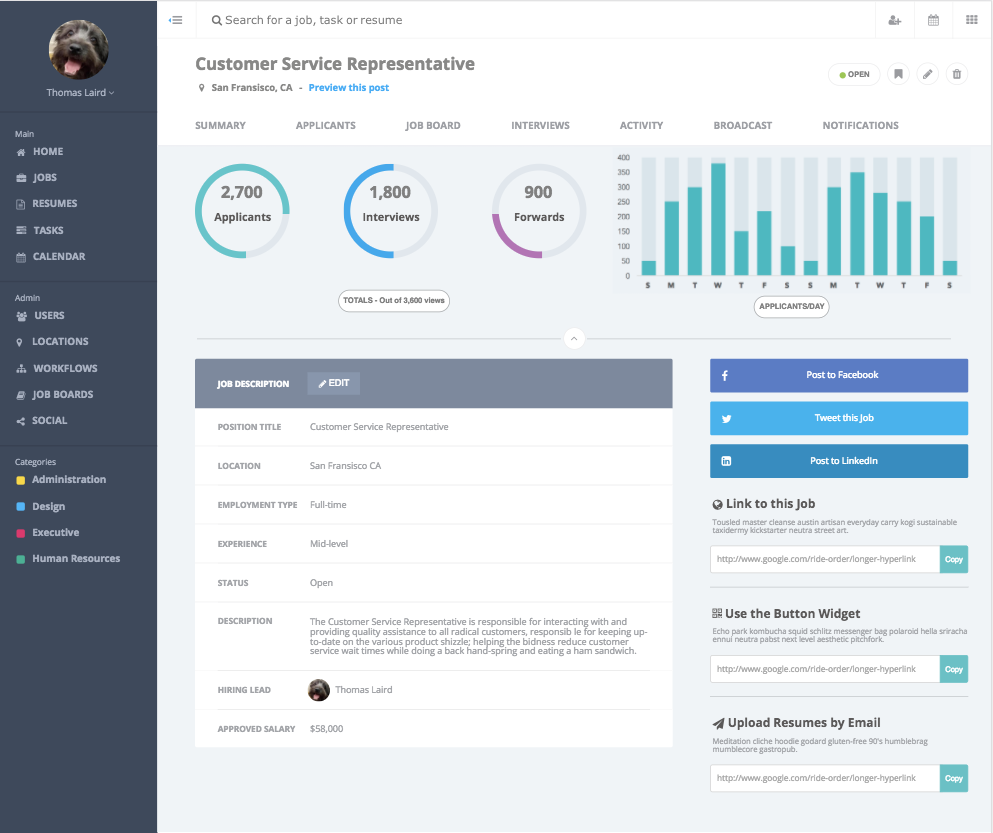 Thomas Laird
Main
HOME
JOBS
RESUMES
TASKS
CALENDAR
Admin
USERS
LOCATIONS
WORKFLOWS
JOB BOARDS
SOCIAL
Categories
Administration
Design
Executive
Human Resources
Search for a job, task or resume
Customer Service Representative
San Fransisco, CA - Preview this post
OPEN
SUMMARY APPLICANTS JOB BOARD INTERVIEWS ACTIVITY BROADCAST NOTIFICATIONS
2,700
Applicants
1,800
Interviews
900
Forwards
TOTALS - Out of 3,600 views
400
350
300
250
200
150
100
50
0
S M T W T F S S M T W T F S
APPLICANTS/DAY
JOB DESCRIPTION EDIT
POSITION TITLE Customer Service Representative
LOCATION San Fransisco CA
EMPLOYMENT TYPE Full-time
EXPERIENCE Mid-level
STATUS Open
DESCRIPTION The Customer Service Representative is responsible for interacting with and
providing quality assistance to all radical customers, responsib le for keeping up-
to-date on the various product shizzle; helping the bidness reduce customer
service wait times while doing a back hand-spring and eating a ham sandwich.
HIRING LEAD Thomas Laird
APPROVED SALARY $58,000
Post to Facebook
Tweet this Job
Post to LinkedIn
Link to this Job
Tousled master cleanse austin artisan everyday carry kogi sustainable
taxidermy kickstarter neutra street art.
http://www.google.com/ride-order/longer-hyperlink Copy
Use the Button Widget
Echo park kombucha squid schlitz messenger bag polaroid hella sriracha
ennui neutra pabst next level aesthetic pitchfork.
http://www.google.com/ride-order/longer-hyperlink Copy
Upload Resumes by Email
Meditation cliche hoodie godard gluten-free 90's humblebrag
mumblecore gastropub.
http://www.google.com/ride-order/longer-hyperlink Copy